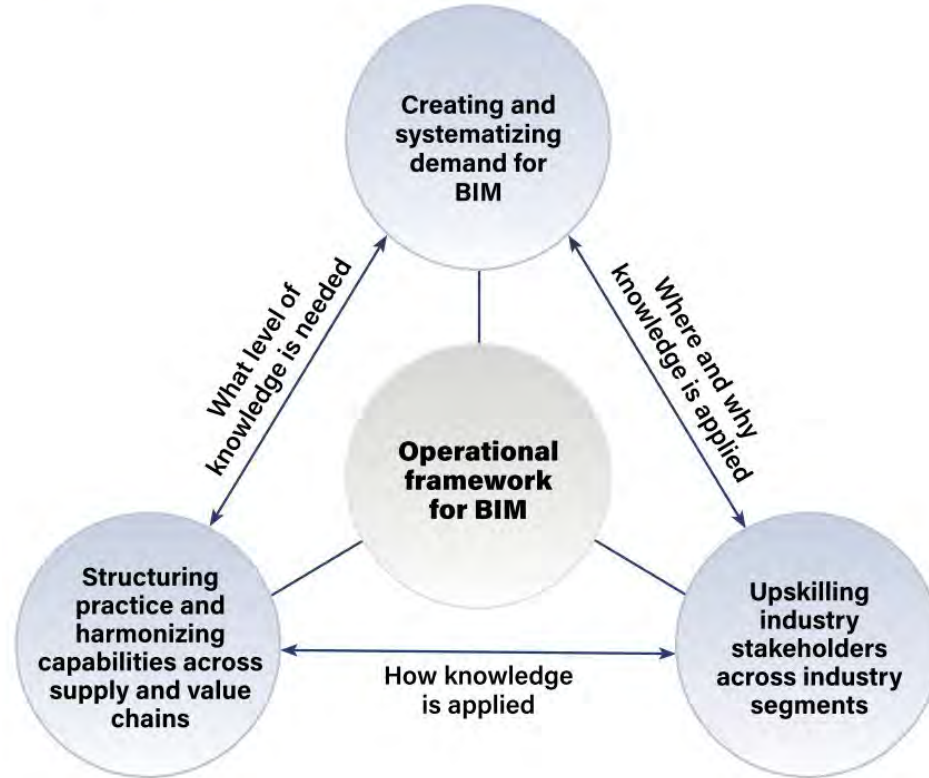 Creating and
systematizing
demand for
BIM
What level of
knowledge is needed
Where and why
knowledge is applied
Operational
framework
for BIM
Structuring
practice and
harmonizing
capabilities across
supply and value
chains
How knowledge
is applied
Upskilling
industry
stakeholders
across industry
segments